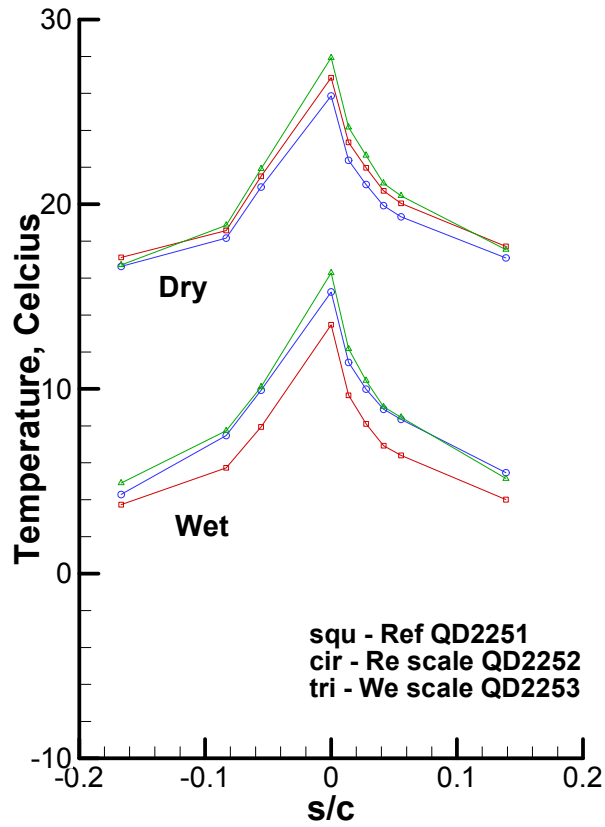 30
20
10
0
-10
Temperature, Celcius
Dry
Wet
squ - Ref QD2251
cir - Re scale QD2252
tri - We scale QD2253
-0.2
-0.1
0
0.1
0.2
s/c